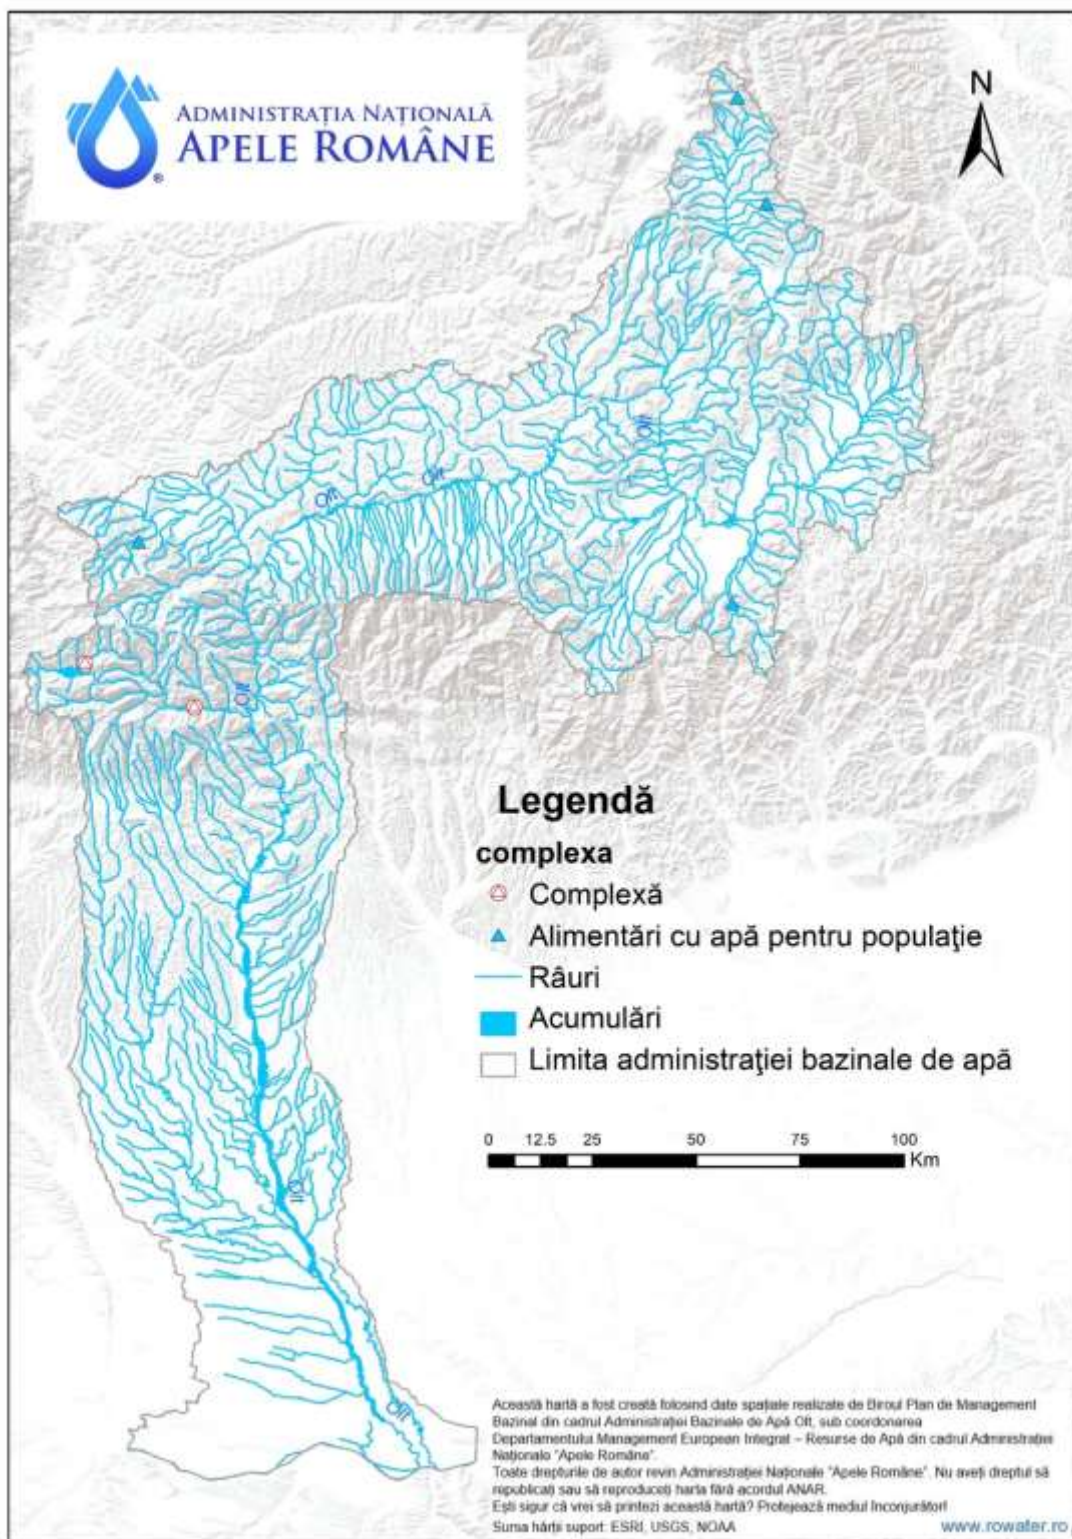 ADMINISTRAȚIA NAȚIONALĂ
APELE ROMÂNE
®
N
Olt
Olt
Olt
Olt
Olt
Olt
Legendă
complexa
Complexă
Alimentări cu apă pentru populaţie
Râuri
Acumulări
Limita administraţiei bazinale de apă
0 12.5 25 50 75 100
Km
Această hartă a fost creată folosind date spaţiale realizate de Biroul Plan de Management
Bazinal din cadrul Administraţiei Bazinale de Apă Olt, sub coordonarea
Departamentului Management European Integrat – Resurse de Apă din cadrul Administraţiei
Naţionale "Apele Române".
Toate drepturile de autor revin Administraţiei Naţionale "Apele Române". Nu aveţi dreptul să
republicaţi sau să reproduceţi harta fără acordul ANAR.
Eşti sigur că vrei să printezi această hartă? Protejează mediul înconjurător!
Sursa hărţii suport: ESRI, USGS, NOAA
www.rowater.ro